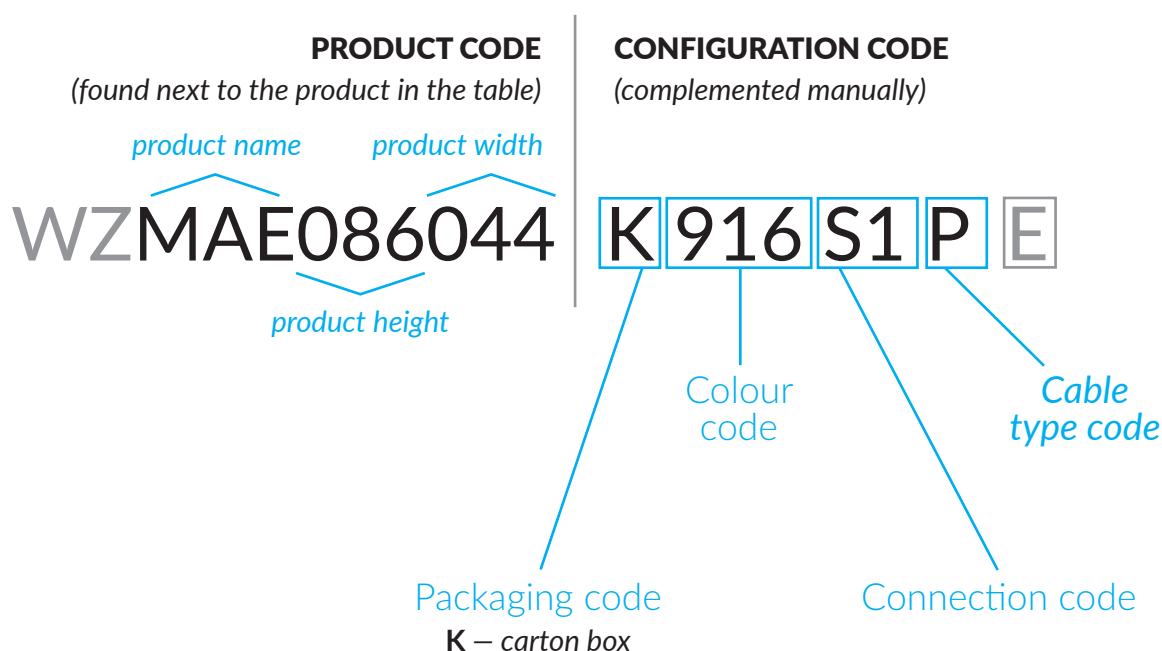 PRODUCT CODE
(found next to the product in the table)
CONFIGURATION CODE
(complemented manually)
product name
product width
WZMAE086044
K 916 S1 P E
product height
Colour
code
Cable
type code
Packaging code
K – carton box
Connection code